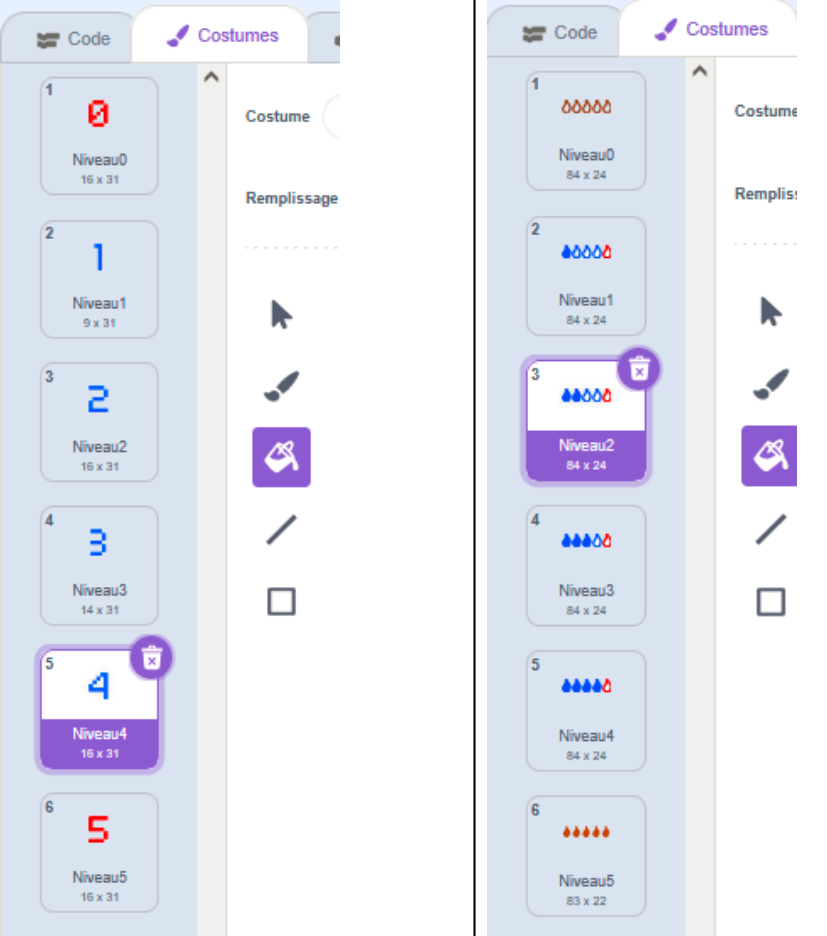 Code
Costumes
1
0
Niveau0
16 x 31
2
1
Niveau1
9 x 31
3
2
Niveau2
16 x 31
4
3
Niveau3
14 x 31
5
4
Niveau4
16 x 31
6
5
Niveau5
16 x 31
Costume
Remplissage
Code
Costumes
1
Niveau0
84 x 24
2
Niveau1
84 x 24
3
Niveau2
84 x 24
4
Niveau3
84 x 24
5
Niveau4
84 x 24
6
Niveau5
83 x 22
Costume
Remplis